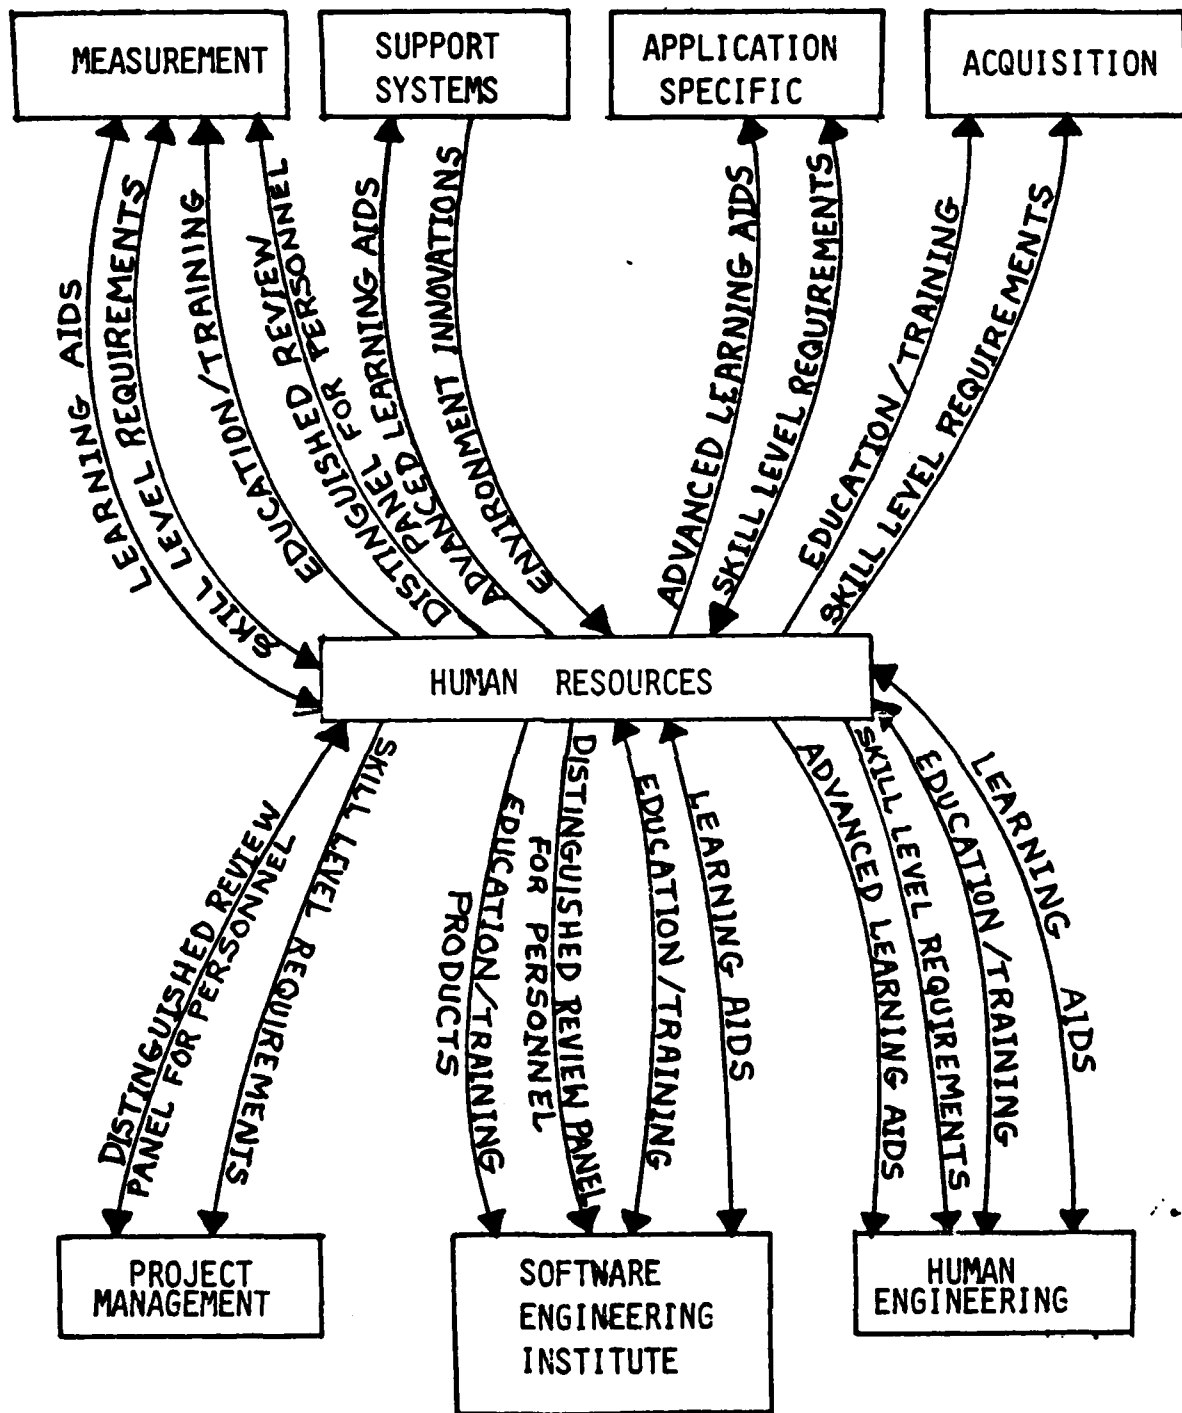 MEASUREMENT
SUPPORT
SYSTEMS
APPLICATION
SPECIFIC
ACQUISITION
LEARNING AIDS
SKILL LEVEL REQUIREMENTS
EDUCATION/TRAINING
DISTINGUISHED REVIEW
PANEL FOR PERSONNEL
ADVANCED LEARNING AIDS
ENVIRONMENT INNOVATIONS
ADVANCED LEARNING AIDS
SKILL LEVEL REQUIREMENTS
EDUCATION/TRAINING
SKILL LEVEL REQUIREMENTS
HUMAN RESOURCES
DISTINGUISHED REVIEW
PANEL FOR PERSONNEL
SKILL LEVEL REQUIREMENTS
EDUCATION/TRAINING
PRODUCTS
DISTINGUISHED REVIEW PANEL
FOR PERSONNEL
EDUCATION/TRAINING
LEARNING AIDS
ADVANCED LEARNING AIDS
SKILL LEVEL REQUIREMENTS
EDUCATION/TRAINING
LEARNING AIDS
PROJECT
MANAGEMENT
SOFTWARE
ENGINEERING
INSTITUTE
HUMAN
ENGINEERING